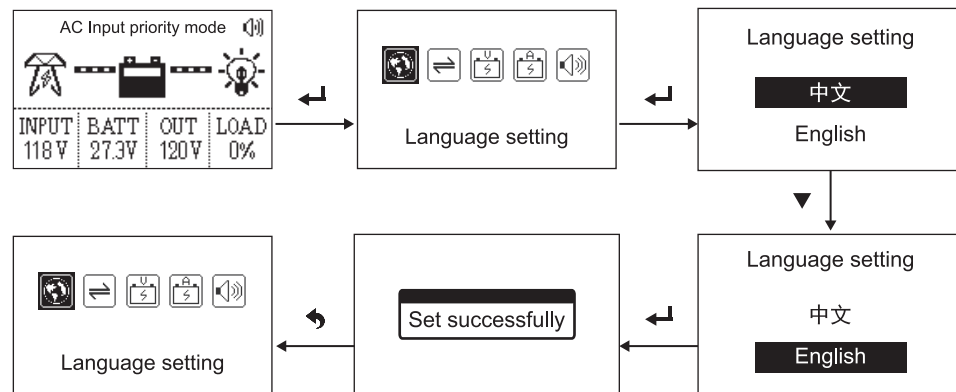 AC Input priority mode
INPUT BATT OUT LOAD
118V 27.3V 120V 0%
U A
Language setting
Language setting
中文
English
Language setting
中文
English
Set successfully
U A
Language setting